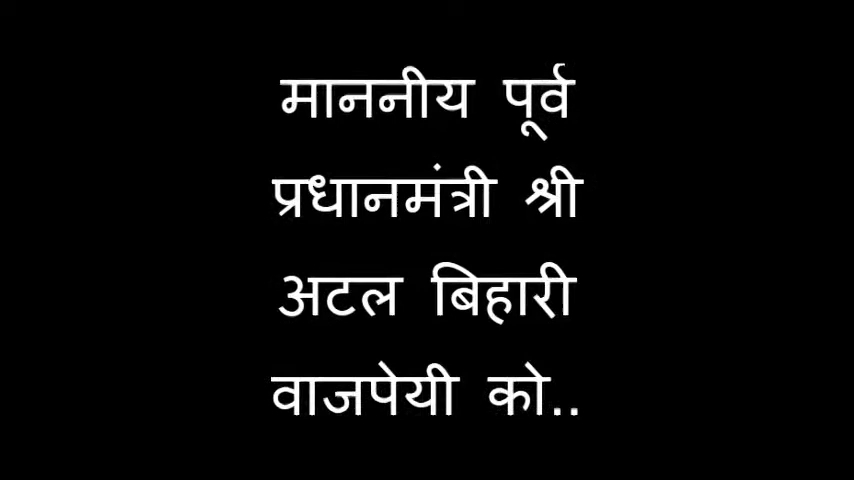 माननीय पूर्व
प्रधानमंत्री श्री
अटल बिहारी
वाजपेयी को..